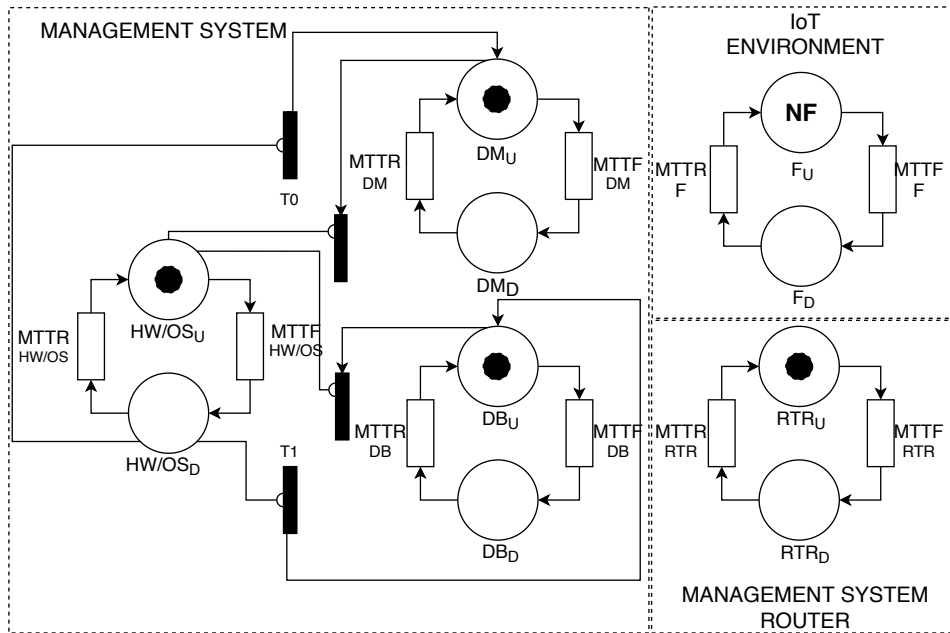 MANAGEMENT SYSTEM
IoT
ENVIRONMENT
NF
MTTR
DM
DM_U
MTTF
DM
MTTR
F
F_U
MTTF
F
T0
DM_D
F_D
MTTR
HW/OS
HW/OS_U
MTTF
HW/OS
HW/OS_D
T1
MTTR
DB
DB_U
MTTF
DB
DB_D
MTTR
RTR
RTR_U
MTTF
RTR
RTR_D
MANAGEMENT SYSTEM
ROUTER